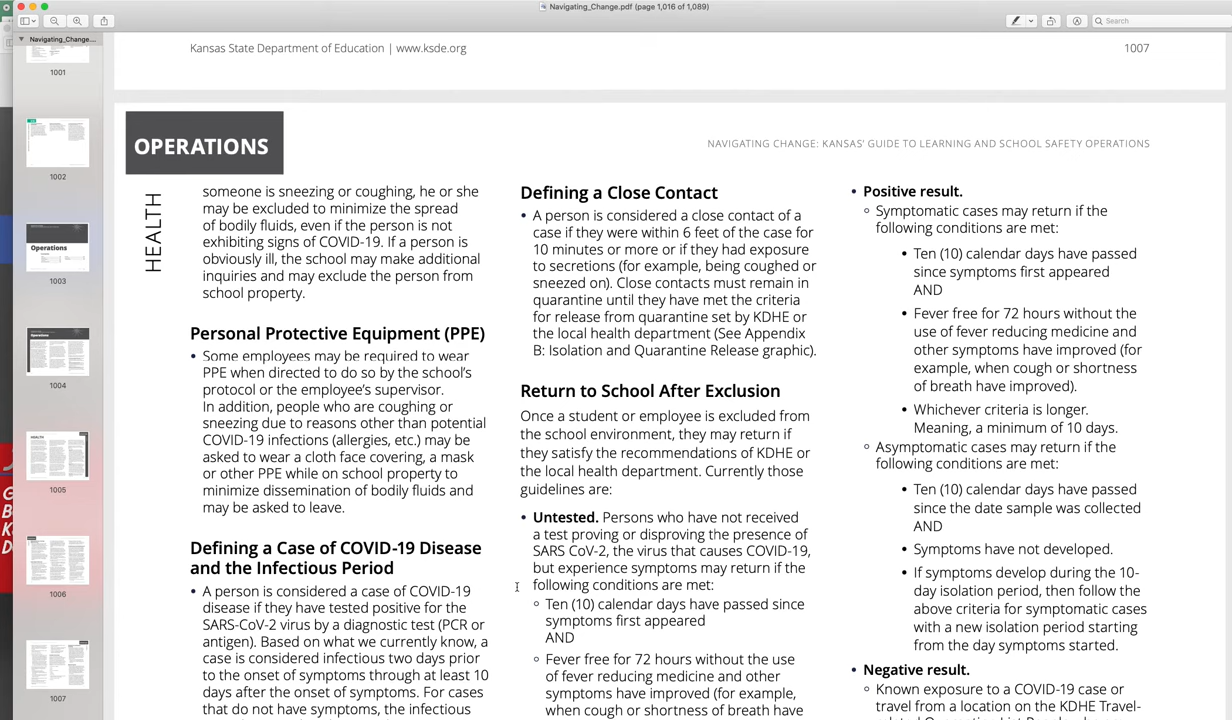 Navigating_Change.pdf (page 1,016 of 1,089)
Search
Navigating_Change....
1001
1002
Operations
1003
1004
1005
1006
1007
Kansas State Department of Education | www.ksde.org
1007
OPERATIONS
NAVIGATING CHANGE: KANSAS' GUIDE TO LEARNING AND SCHOOL SAFETY OPERATIONS
HEALTH
someone is sneezing or coughing, he or she
may be excluded to minimize the spread
of bodily fluids, even if the person is not
exhibiting signs of COVID-19. If a person is
obviously ill, the school may make additional
inquiries and may exclude the person from
school property.
Personal Protective Equipment (PPE)
• Some employees may be required to wear
PPE when directed to do so by the school's
protocol or the employee's supervisor.
In addition, people who are coughing or
sneezing due to reasons other than potential
COVID-19 infections (allergies, etc.) may be
asked to wear a cloth face covering, a mask
or other PPE while on school property to
minimize dissemination of bodily fluids and
may be asked to leave.
Defining a Case of COVID-19 Disease
and the Infectious Period
• A person is considered a case of COVID-19
disease if they have tested positive for the
SARS-CoV-2 virus by a diagnostic test (PCR or
antigen). Based on what we currently know, a
case is considered infectious two days prior
to the onset of symptoms through at least 10
days after the onset of symptoms. For cases
that do not have symptoms, the infectious
Defining a Close Contact
• A person is considered a close contact of a
case if they were within 6 feet of the case for
10 minutes or more or if they had exposure
to secretions (for example, being coughed or
sneezed on). Close contacts must remain in
quarantine until they have met the criteria
for release from quarantine set by KDHE or
the local health department (See Appendix
B: Isolation and Quarantine Release graphic).
Return to School After Exclusion
Once a student or employee is excluded from
the school environment, they may return if
they satisfy the recommendations of KDHE or
the local health department. Currently those
guidelines are:
• Untested. Persons who have not received
a test proving or disproving the presence of
SARS CoV-2, the virus that causes COVID-19,
but experience symptoms may return if the
following conditions are met:
○ Ten (10) calendar days have passed since
symptoms first appeared
AND
○ Fever free for 72 hours without the use
of fever reducing medicine and other
symptoms have improved (for example,
when cough or shortness of breath have
• Positive result.
○ Symptomatic cases may return if the
following conditions are met:
• Ten (10) calendar days have passed
since symptoms first appeared
AND
• Fever free for 72 hours without the
use of fever reducing medicine and
other symptoms have improved (for
example, when cough or shortness
of breath have improved).
• Whichever criteria is longer.
Meaning, a minimum of 10 days.
○ Asymptomatic cases may return if the
following conditions are met:
• Ten (10) calendar days have passed
since the date sample was collected
AND
• Symptoms have not developed.
• If symptoms develop during the 10-
day isolation period, then follow the
above criteria for symptomatic cases
with a new isolation period starting
from the day symptoms started.
• Negative result.
○ Known exposure to a COVID-19 case or
travel from a location on the KDHE Travel-